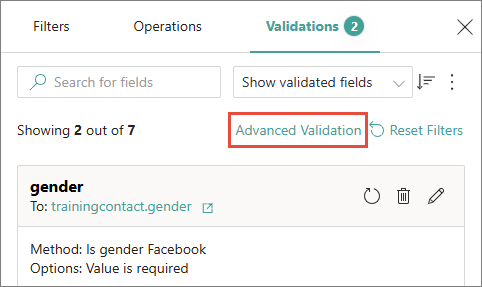 Filters Operations Validations 2
Search for fields Show validated fields
Showing 2 out of 7 Advanced Validation Reset Filters
gender
To: trainingcontact.gender
Method: Is gender Facebook
Options: Value is required